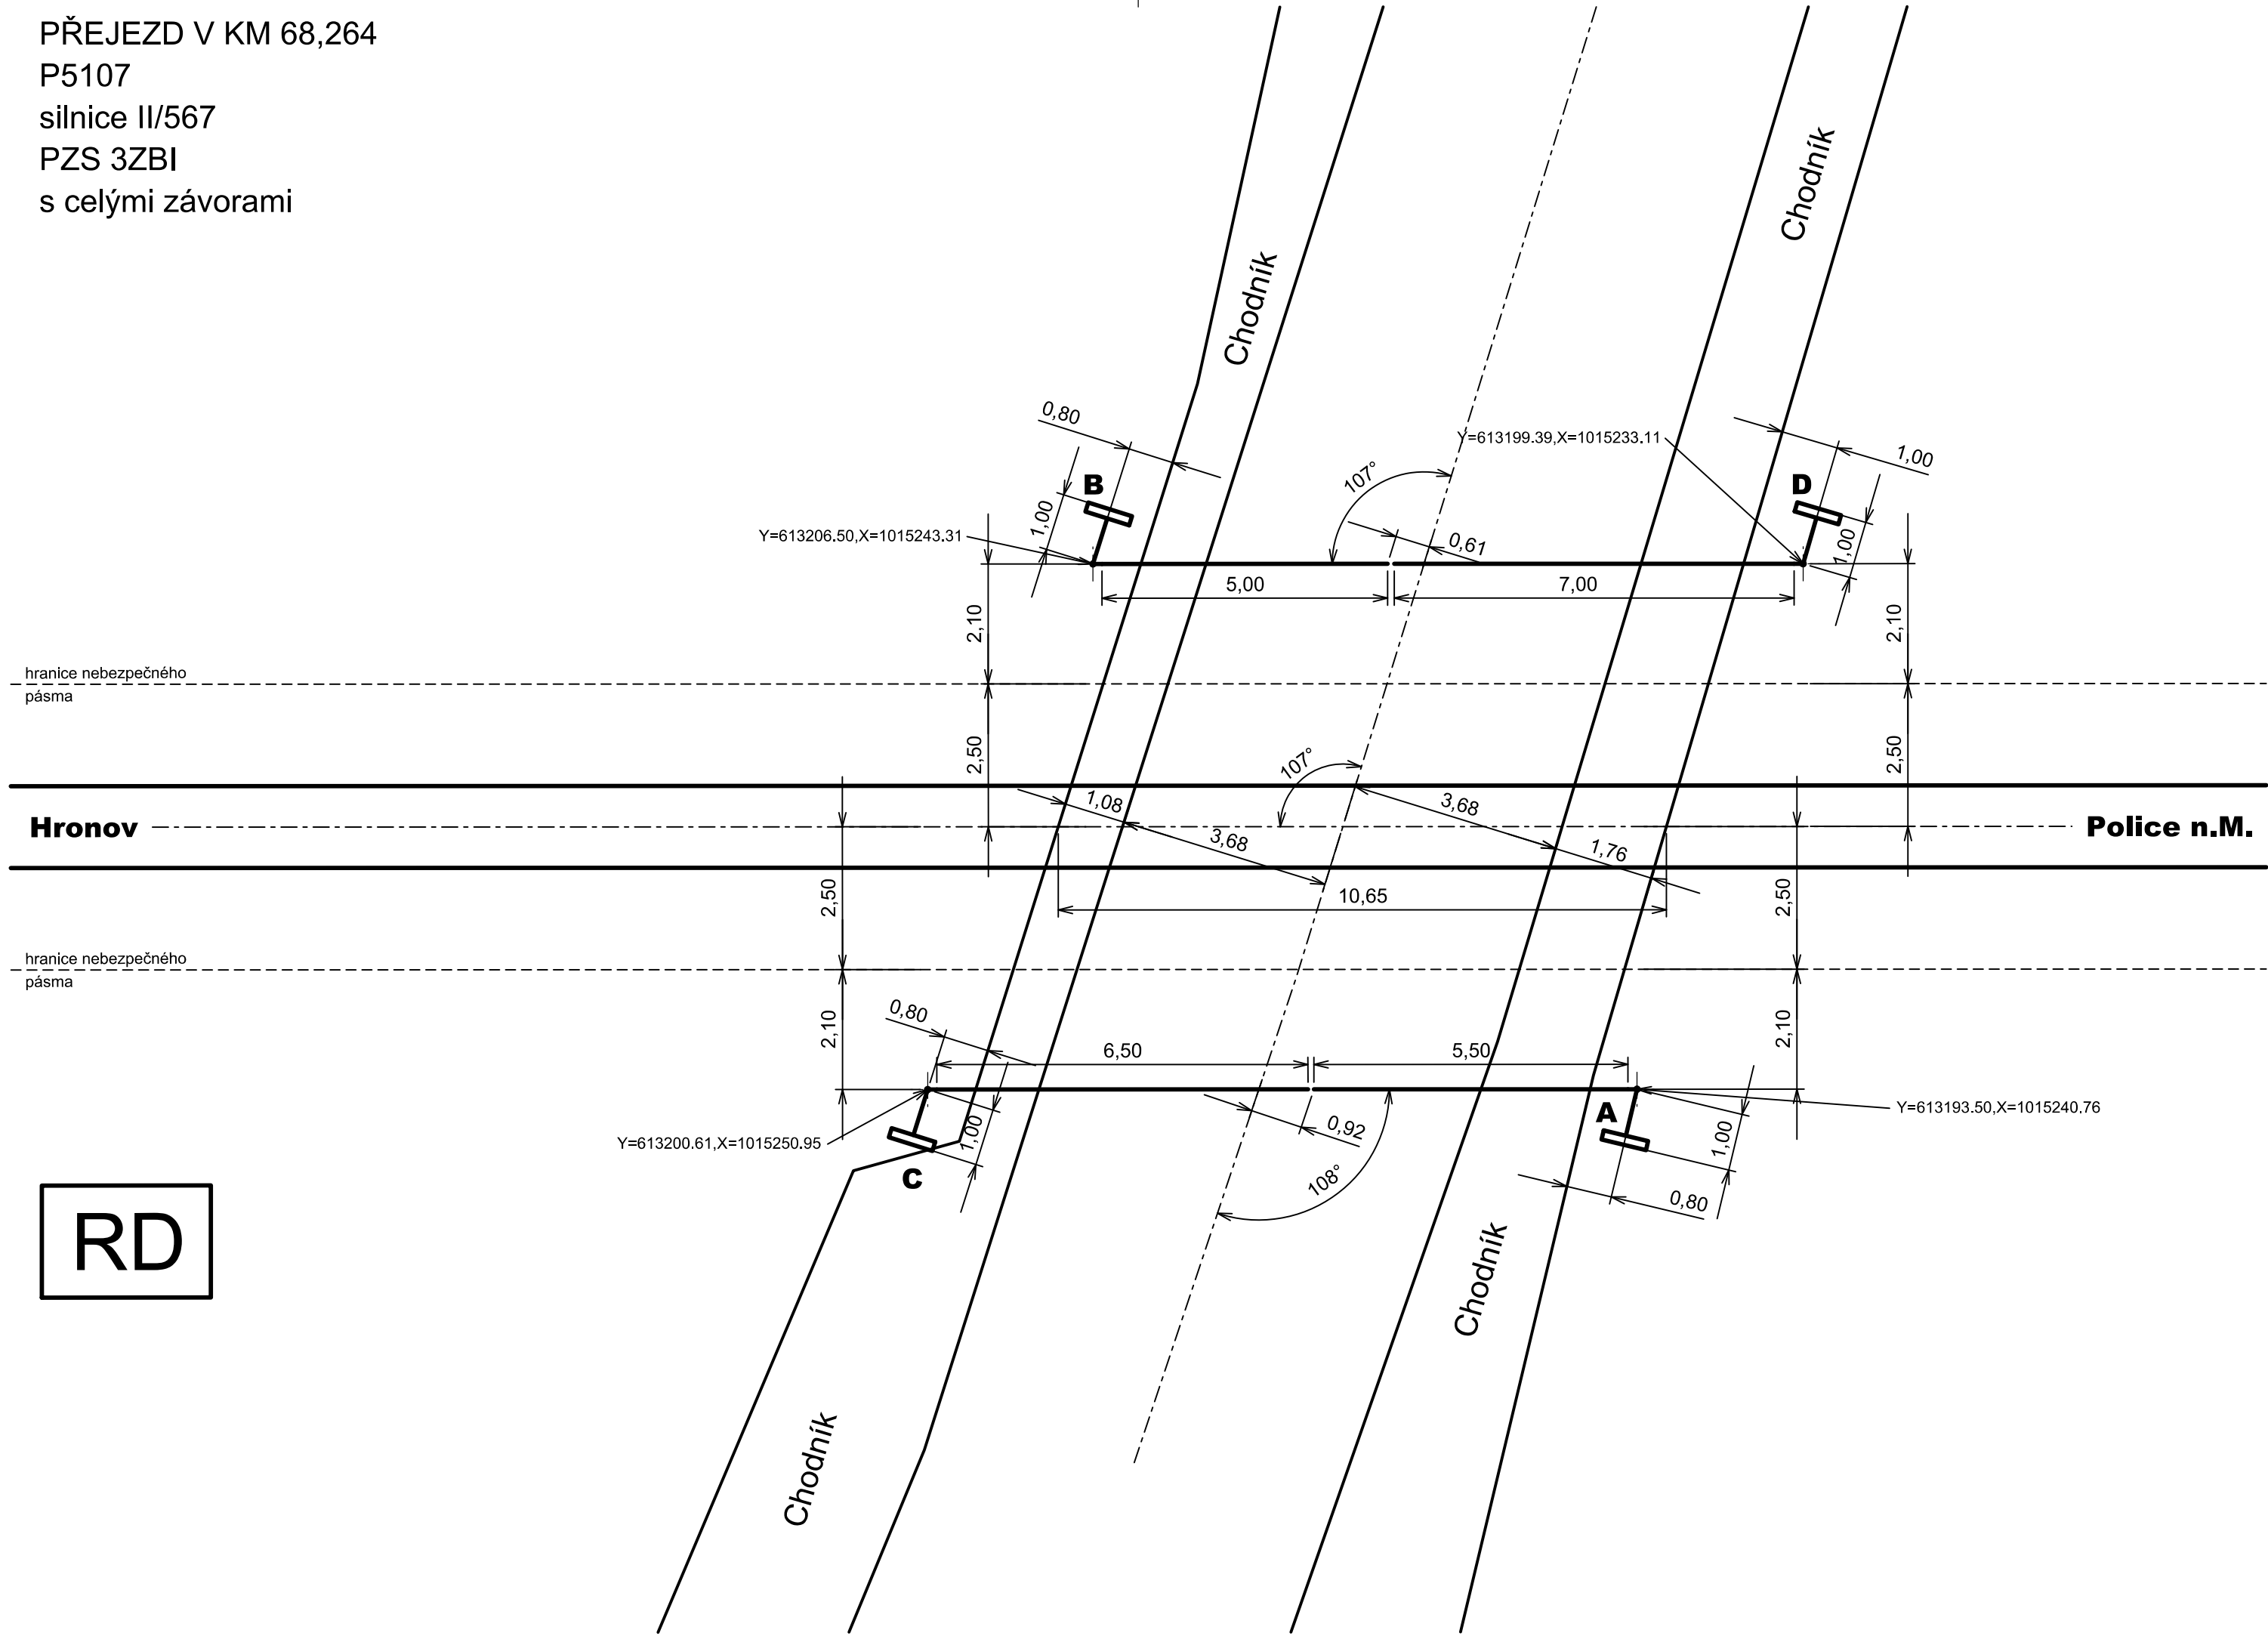 PŘEJEZD V KM 68,264
P5107
silnice II/567
PZS 3ZBI
s celými závorami
Chodník
Chodník
0,80
1,00
B
Y=613199.39,X=1015233.11
107°
D
1,00
1,00
Y=613206.50,X=1015243.31
0,61
1,00
5,00
7,00
2,10
2,10
hranice nebezpečného
pásma
2,50
2,50
107°
1,08
3,68
Hronov
Police n.M.
3,68
1,76
10,65
2,50
2,50
hranice nebezpečného
pásma
0,80
2,10
2,10
6,50
5,50
A
Y=613193.50,X=1015240.76
0,92
1,00
1,00
Y=613200.61,X=1015250.95
C
108°
0,80
RD
Chodník
Chodník